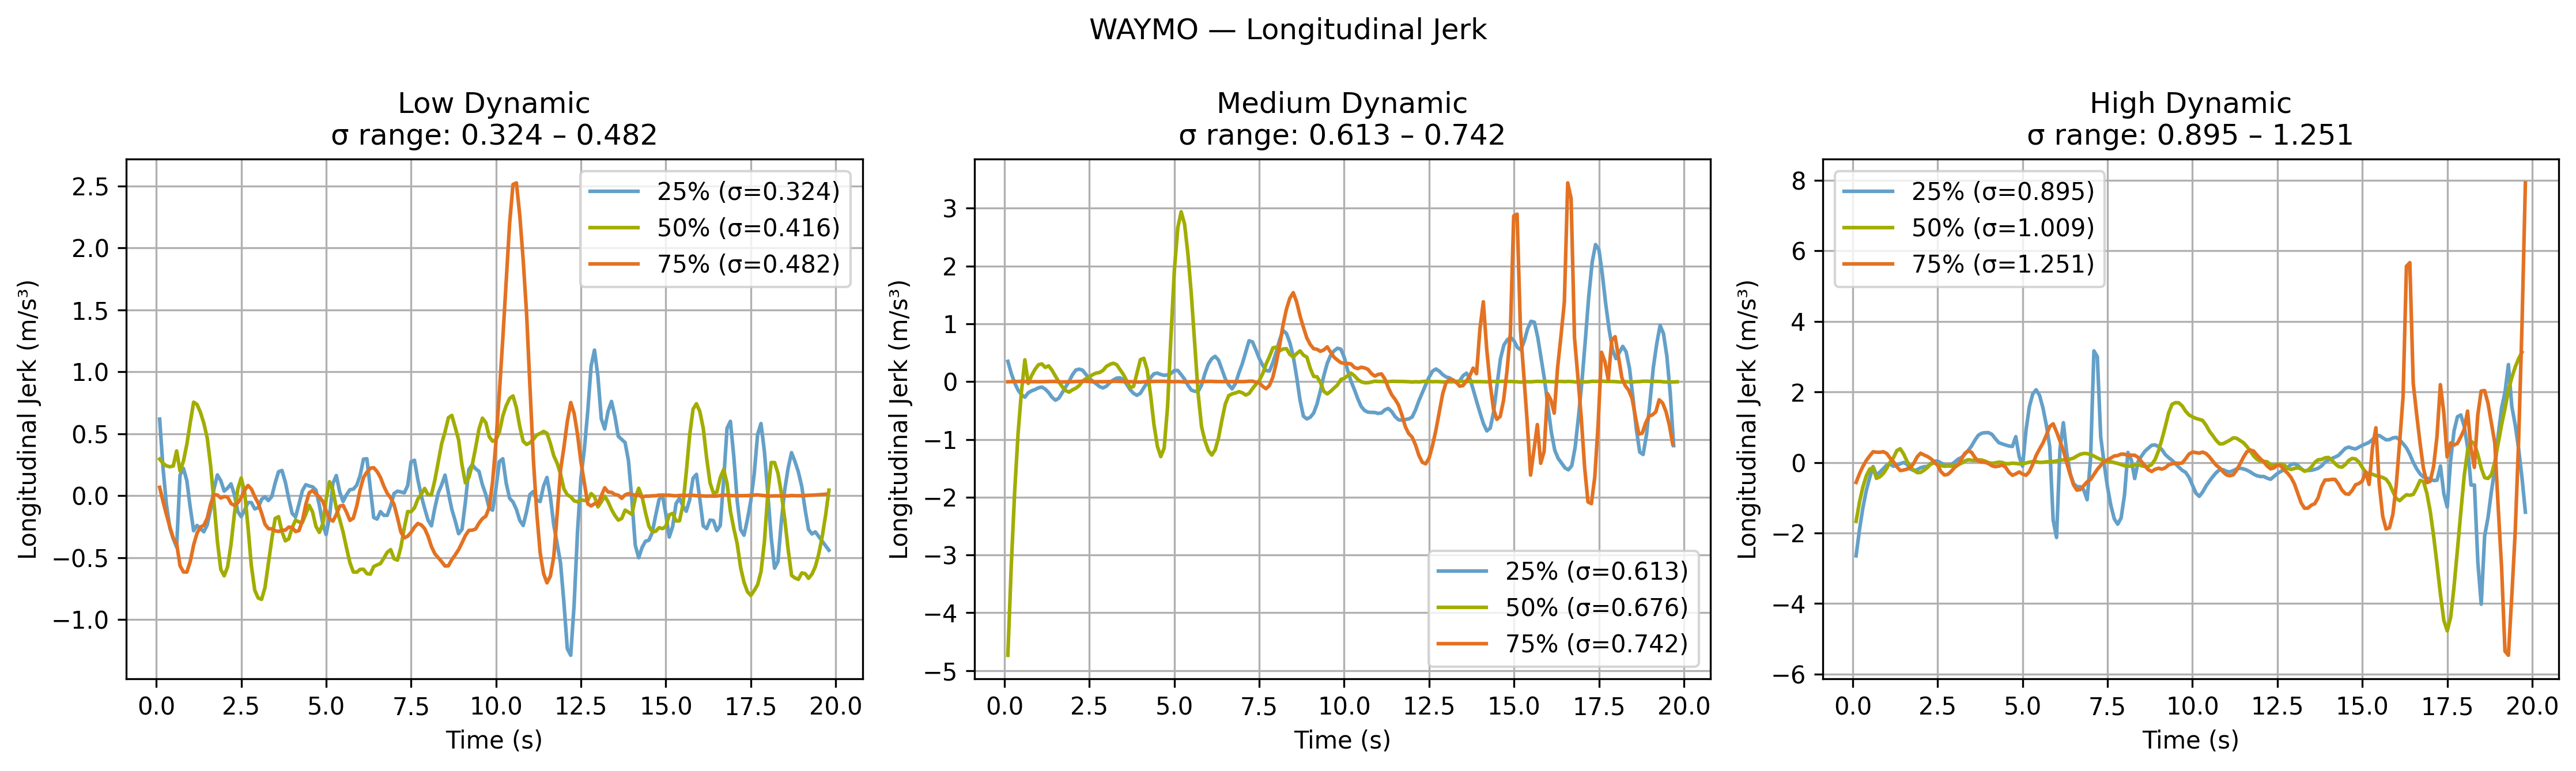 WAYMO — Longitudinal Jerk
Low Dynamic
σ range: 0.324 – 0.482
Longitudinal Jerk (m/s³)
2.5
2.0
1.5
1.0
0.5
0.0
−0.5
−1.0
25% (σ=0.324)
50% (σ=0.416)
75% (σ=0.482)
0.0 2.5 5.0 7.5 10.0 12.5 15.0 17.5 20.0
Time (s)
Medium Dynamic
σ range: 0.613 – 0.742
Longitudinal Jerk (m/s³)
3
2
1
0
−1
−2
−3
−4
−5
25% (σ=0.613)
50% (σ=0.676)
75% (σ=0.742)
0.0 2.5 5.0 7.5 10.0 12.5 15.0 17.5 20.0
Time (s)
High Dynamic
σ range: 0.895 – 1.251
Longitudinal Jerk (m/s³)
8
6
4
2
0
−2
−4
−6
25% (σ=0.895)
50% (σ=1.009)
75% (σ=1.251)
0.0 2.5 5.0 7.5 10.0 12.5 15.0 17.5 20.0
Time (s)